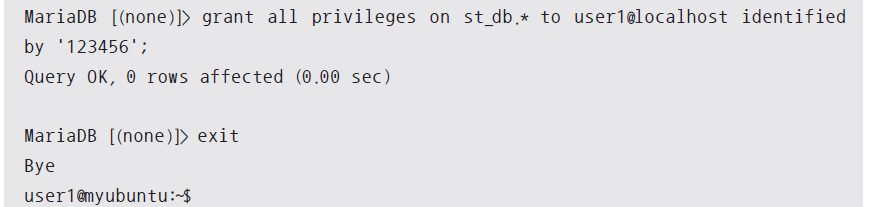 MariaDB [(none)]> grant all privileges on st_db.* to user1@localhost identified
by '123456';
Query OK, 0 rows affected (0.00 sec)
MariaDB [(none)]> exit
Bye
user1@myubuntu:~$